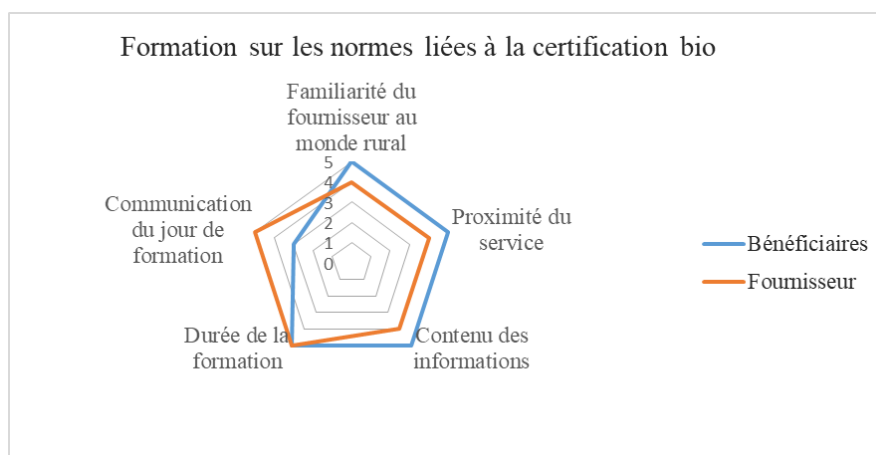 Formation sur les normes liées à la certification bio
Familiarité du
fournisseur au
monde rural
5
4
3
2
1
0
Communication
du jour de
formation
Proximité du
service
Durée de la
formation
Contenu des
informations
Bénéficiaires
Fournisseur